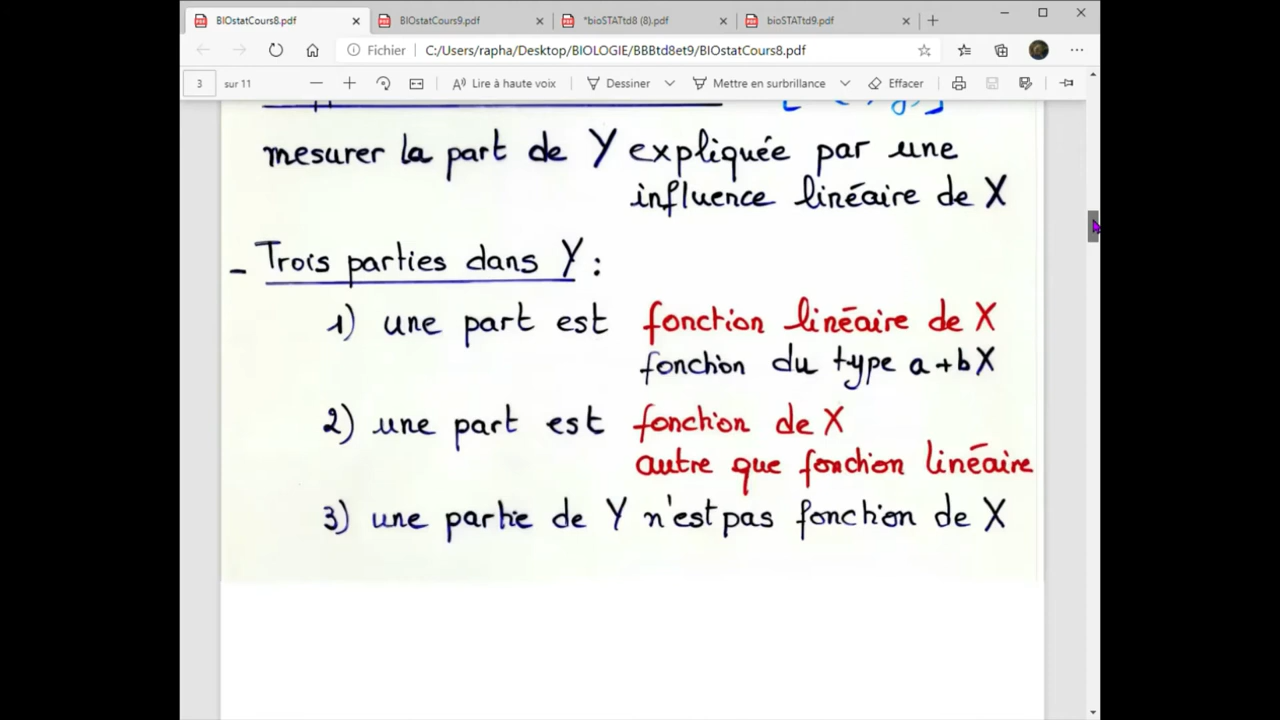 BIOstatCours8.pdf
BIOstatCours9.pdf
*bioSTATtd8 (8).pdf
bioSTATtd9.pdf
Fichier
C:/Users/rapha/Desktop/BIOLOGIE/BBBtd8et9/BIOstatCours8.pdf
3 sur 11
Lire à haute voix
Dessiner
Mettre en surbrillance
Effacer
mesurer la part de Y expliquée par une
influence linéaire de X
- Trois parties dans Y :
1) une part est fonction linéaire de X
fonction du type a+bX
2) une part est fonction de X
autre que fonction linéaire
3) une partie de Y n'est pas fonction de X